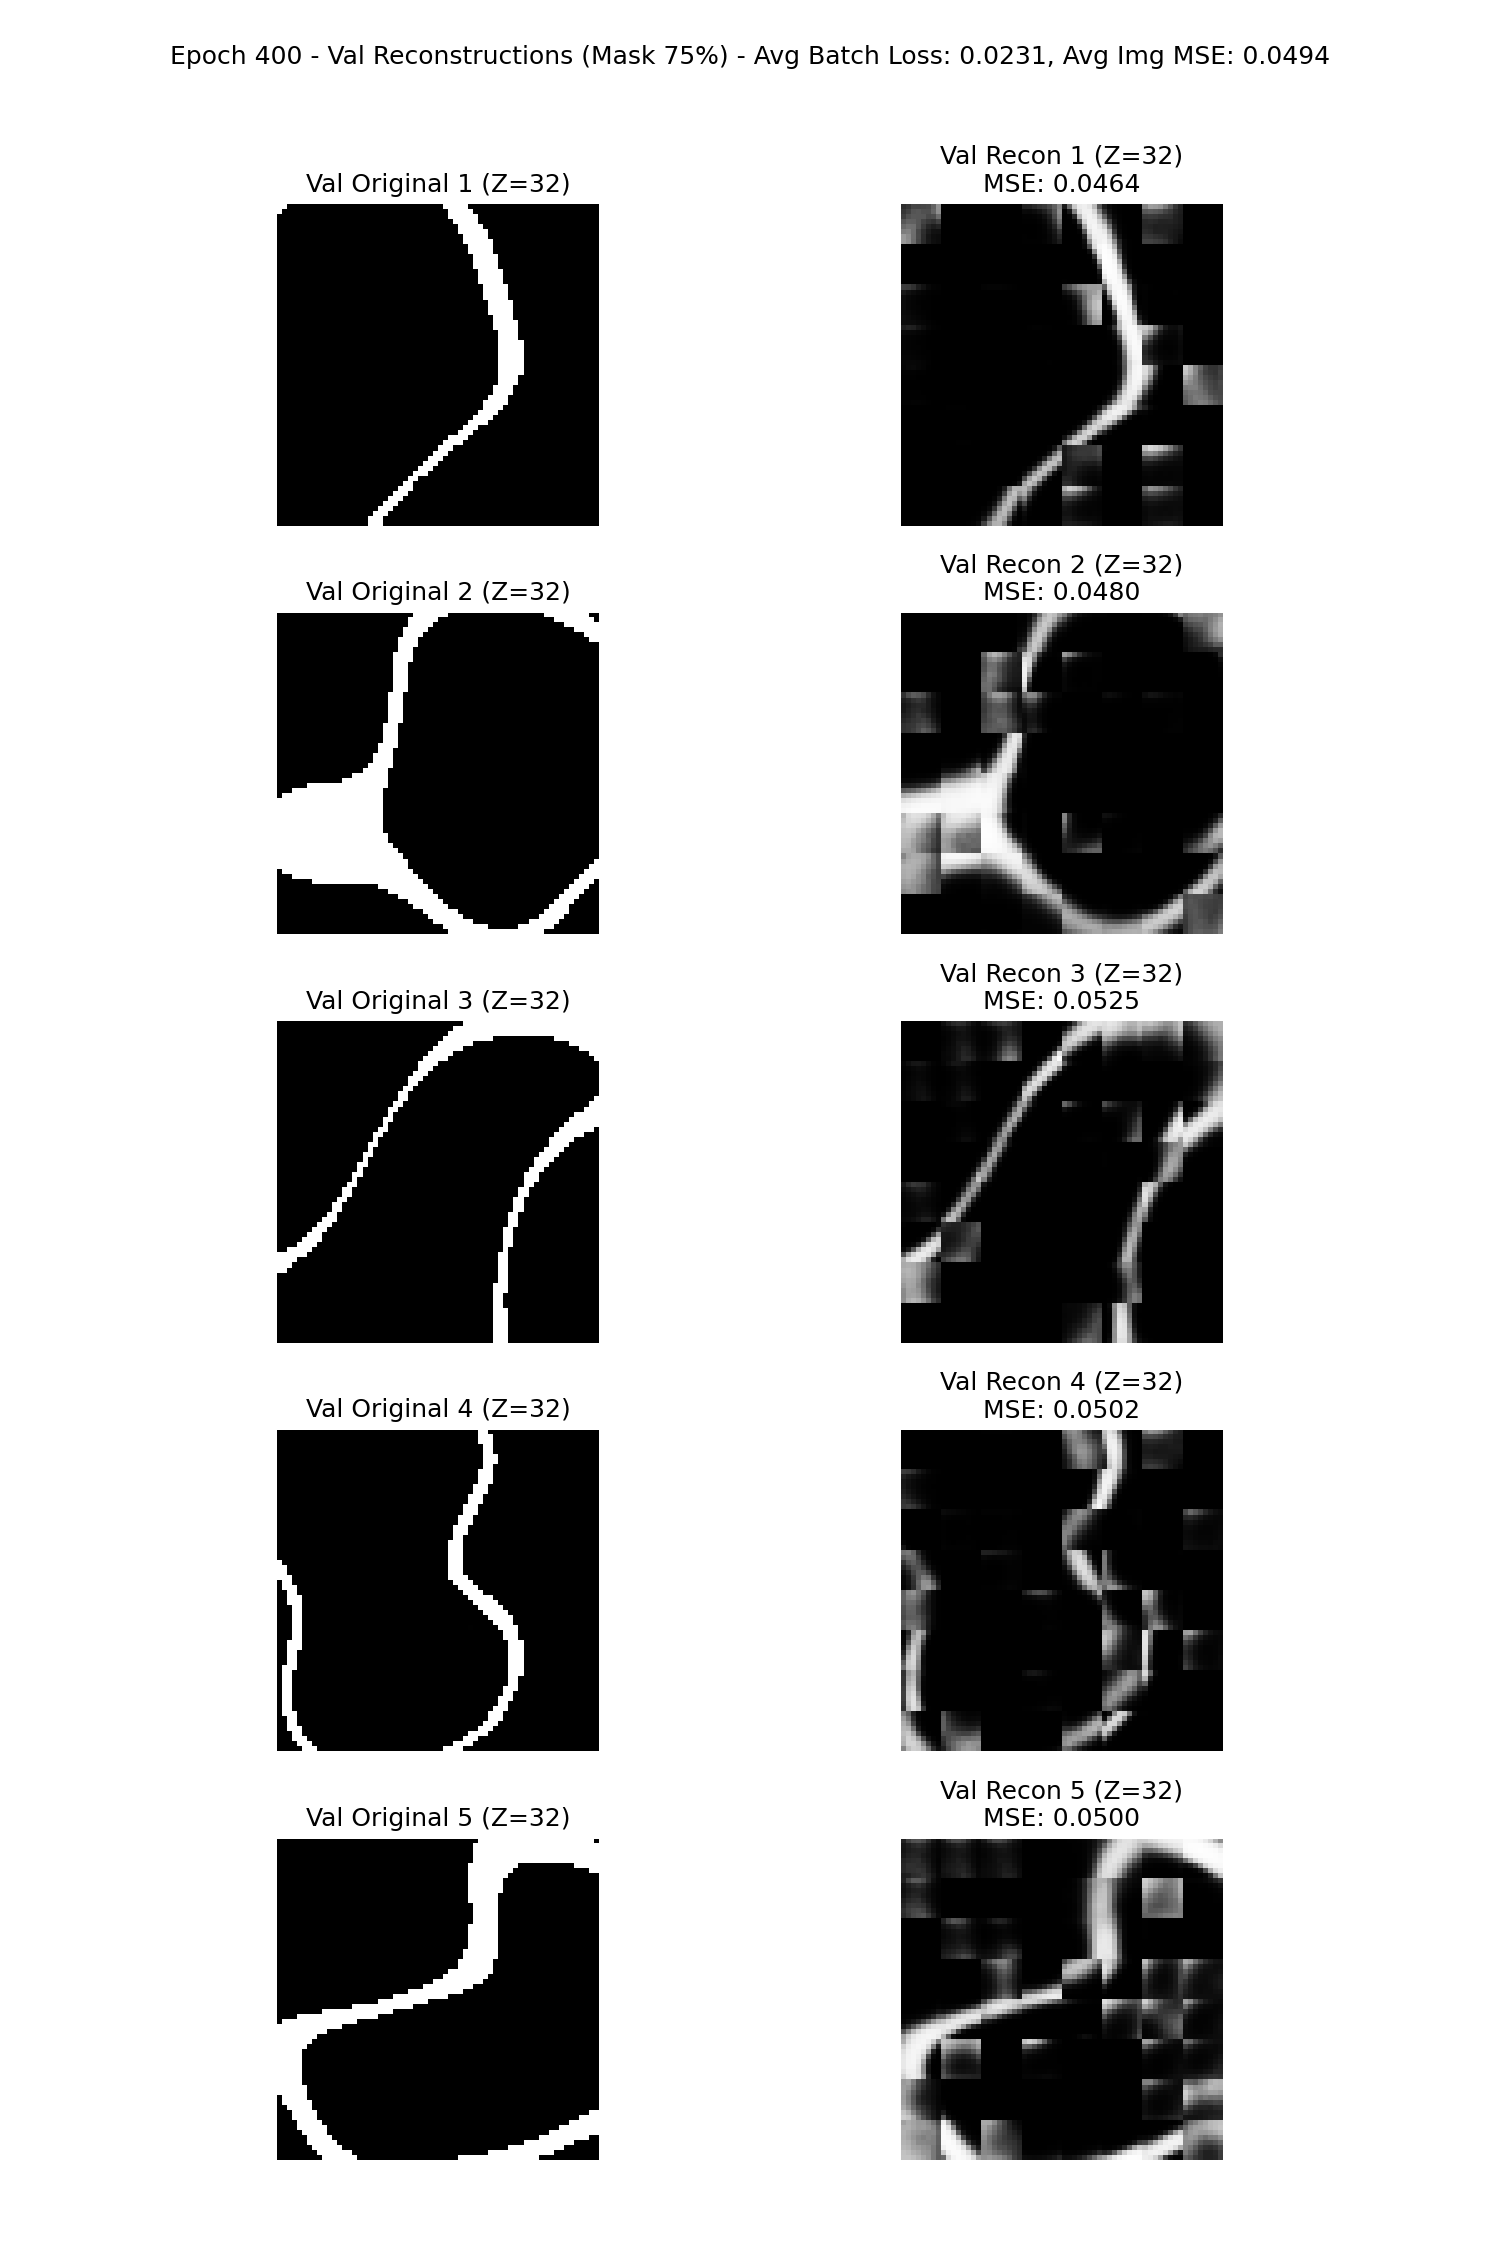 Epoch 400 - Val Reconstructions (Mask 75%) - Avg Batch Loss: 0.0231, Avg Img MSE: 0.0494
Val Original 1 (Z=32)
Val Recon 1 (Z=32)
MSE: 0.0464
Val Original 2 (Z=32)
Val Recon 2 (Z=32)
MSE: 0.0480
Val Original 3 (Z=32)
Val Recon 3 (Z=32)
MSE: 0.0525
Val Original 4 (Z=32)
Val Recon 4 (Z=32)
MSE: 0.0502
Val Original 5 (Z=32)
Val Recon 5 (Z=32)
MSE: 0.0500